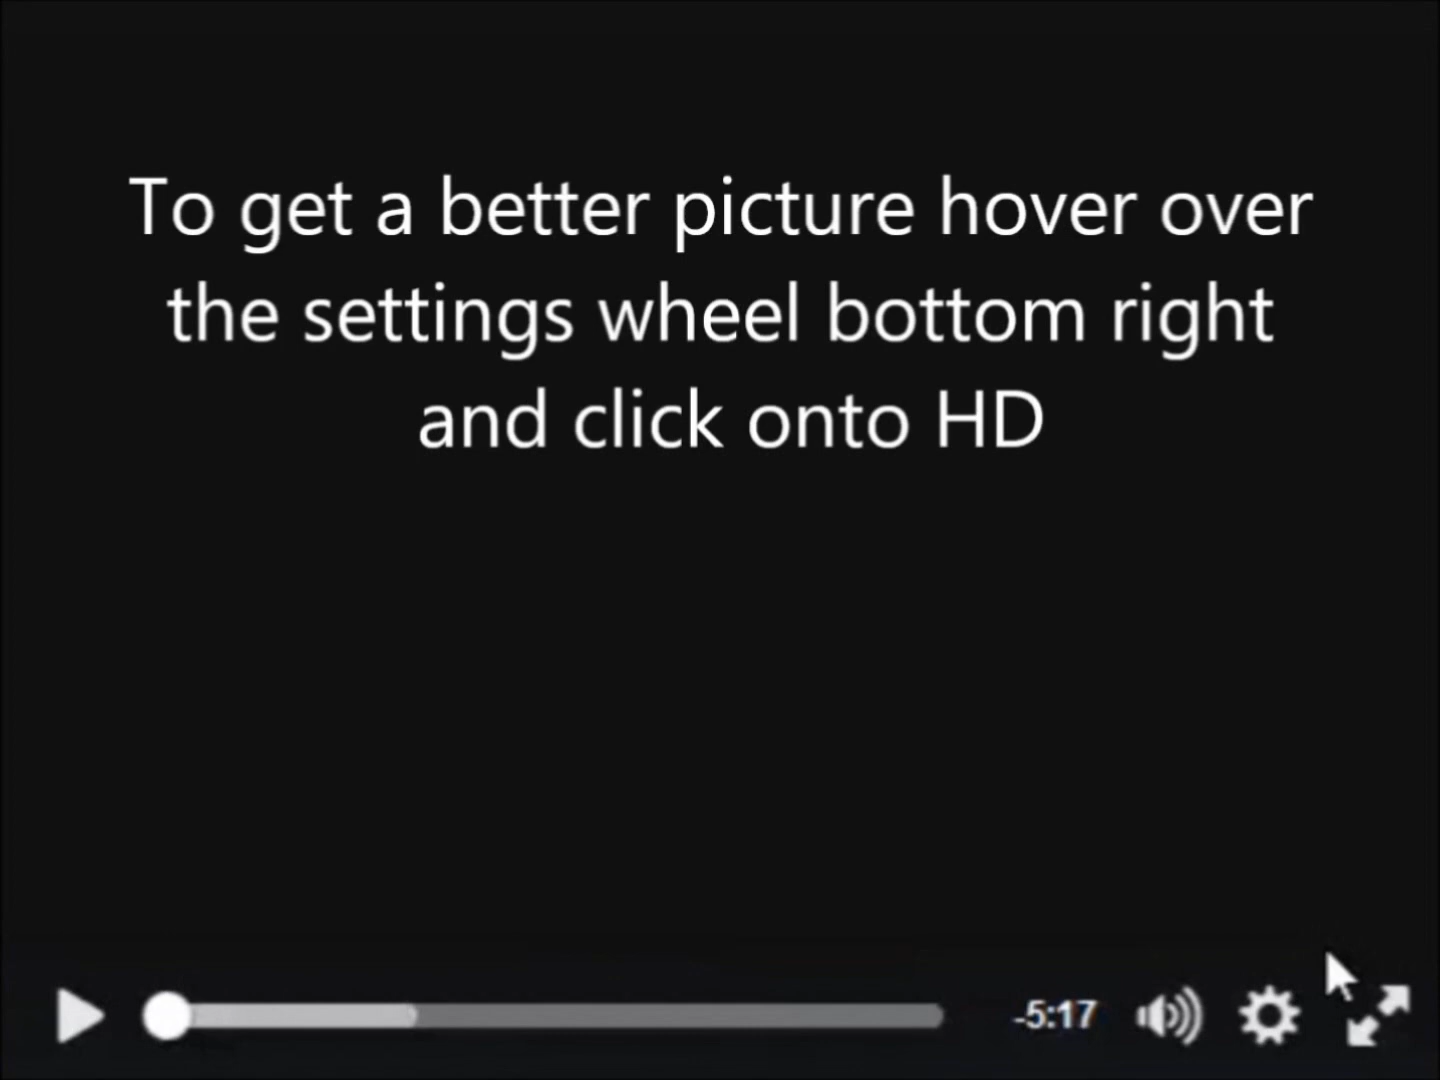 To get a better picture hover over
the settings wheel bottom right
and click onto HD
-5:17